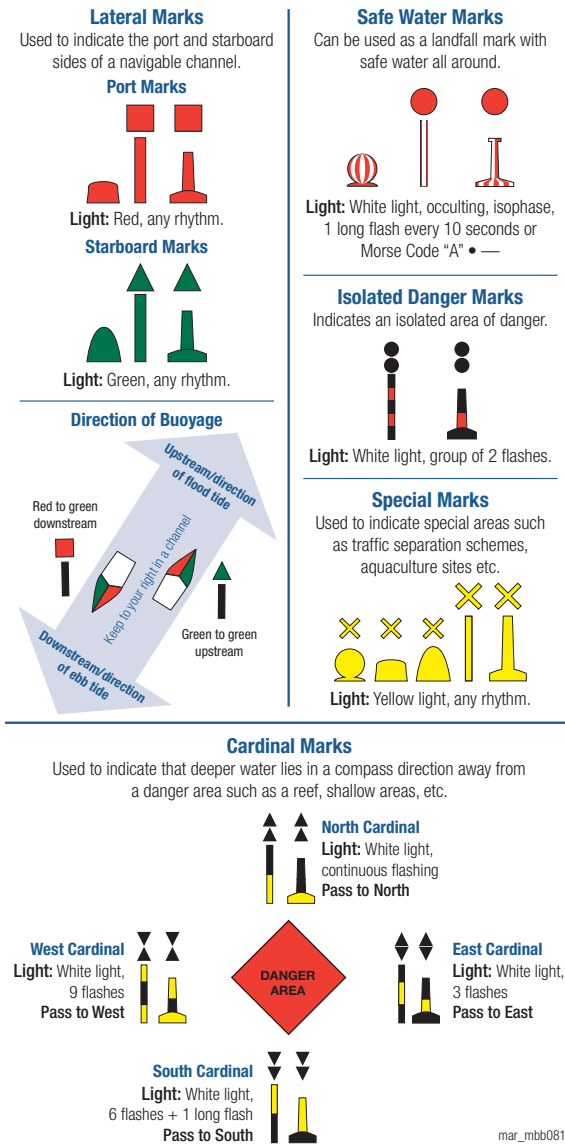 Lateral Marks
Used to indicate the port and starboard
sides of a navigable channel.
Port Marks
Light: Red, any rhythm.
Starboard Marks
Light: Green, any rhythm.
Direction of Buoyage
Upstream/direction
of flood tide
Red to green
downstream
Keep to your right in a channel
Green to green
upstream
Downstream/direction
of ebb tide
Safe Water Marks
Can be used as a landfall mark with
safe water all around.
Light: White light, occulting, isophase,
1 long flash every 10 seconds or
Morse Code “A” • —
Isolated Danger Marks
Indicates an isolated area of danger.
Light: White light, group of 2 flashes.
Special Marks
Used to indicate special areas such
as traffic separation schemes,
aquaculture sites etc.
Light: Yellow light, any rhythm.
Cardinal Marks
Used to indicate that deeper water lies in a compass direction away from
a danger area such as a reef, shallow areas, etc.
North Cardinal
Light: White light,
continuous flashing
Pass to North
West Cardinal
Light: White light,
9 flashes
Pass to West
DANGER
AREA
East Cardinal
Light: White light,
3 flashes
Pass to East
South Cardinal
Light: White light,
6 flashes + 1 long flash
Pass to South
mar_mbb081